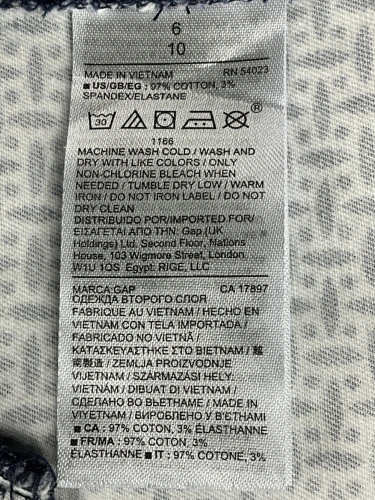 6
10
MADE IN VIETNAM RN 54023
■ US/GB/EG: 97% COTTON, 3%
SPANDEX/ELASTANE
30
®
1166
MACHINE WASH COLD / WASH AND
DRY WITH LIKE COLORS / ONLY
NON-CHLORINE BLEACH WHEN
NEEDED / TUMBLE DRY LOW / WARM
IRON / DO NOT IRON LABEL / DO NOT
DRY CLEAN
DISTRIBUIDO POR/IMPORTED FOR/
ΕΙΣΑΓΕΤΑΙ ΑΠΟ ΤΗΝ: Gap (UK
Holdings) Ltd. Second Floor, Nations
House, 103 Wigmore Street, London.
W1U 1QS Egypt: RIGE, LLC
MARCA GAP CA 17897
ОДЕЖДА ВТОРОГО СЛОЯ
FABRIQUE AU VIETNAM / HECHO EN
VIETNAM CON TELA IMPORTADA /
FABRICADO NO VIETNÃ /
ΚΑΤΑΣΚΕΥΑΣΤΗΚΕ ΣΤΟ ΒΙΕΤΝΑΜ / 越
南製造 / ZEMLJA PROIZVODNJE
VIJETNAM / SZÁRMAZÁSI HELY:
VIETNAM / DIBUAT DI VIETNAM /
СДЕЛАНО ВО ВЬЕТНАМЕ / MADE IN
VIYETNAM / ВИРОБЛЕНО У В'ЄТНАМІ
■ CA: 97% COTON, 3% ÉLASTHANNE
■ FR/MA: 97% COTON, 3%
ÉLASTHANNE ■ IT: 97% COTONE, 3%